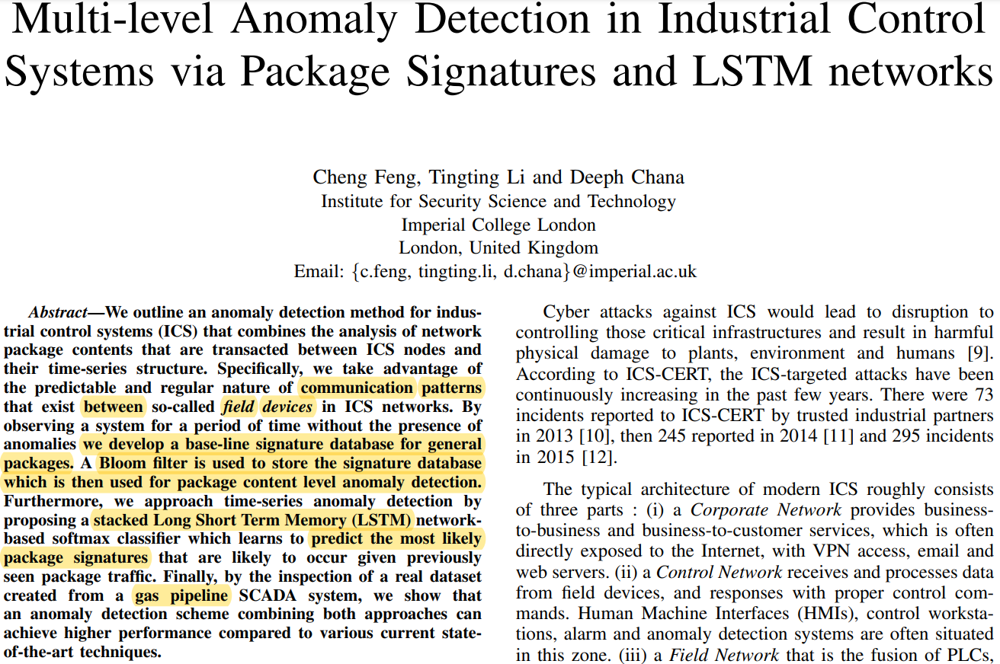 Multi-level Anomaly Detection in Industrial Control
Systems via Package Signatures and LSTM networks
Cheng Feng, Tingting Li and Deeph Chana
Institute for Security Science and Technology
Imperial College London
London, United Kingdom
Email: {c.feng, tingting.li, d.chana}@imperial.ac.uk
Abstract—We outline an anomaly detection method for indus-
trial control systems (ICS) that combines the analysis of network
package contents that are transacted between ICS nodes and
their time-series structure. Specifically, we take advantage of
the predictable and regular nature of communication patterns
that exist between so-called field devices in ICS networks. By
observing a system for a period of time without the presence of
anomalies we develop a base-line signature database for general
packages. A Bloom filter is used to store the signature database
which is then used for package content level anomaly detection.
Furthermore, we approach time-series anomaly detection by
proposing a stacked Long Short Term Memory (LSTM) network-
based softmax classifier which learns to predict the most likely
package signatures that are likely to occur given previously
seen package traffic. Finally, by the inspection of a real dataset
created from a gas pipeline SCADA system, we show that
an anomaly detection scheme combining both approaches can
achieve higher performance compared to various current state-
of-the-art techniques.
Cyber attacks against ICS would lead to disruption to
controlling those critical infrastructures and result in harmful
physical damage to plants, environment and humans [9].
According to ICS-CERT, the ICS-targeted attacks have been
continuously increasing in the past few years. There were 73
incidents reported to ICS-CERT by trusted industrial partners
in 2013 [10], then 245 reported in 2014 [11] and 295 incidents
in 2015 [12].
The typical architecture of modern ICS roughly consists
of three parts : (i) a Corporate Network provides business-
to-business and business-to-customer services, which is often
directly exposed to the Internet, with VPN access, email and
web servers. (ii) a Control Network receives and processes data
from field devices, and responses with proper control com-
mands. Human Machine Interfaces (HMIs), control worksta-
tions, alarm and anomaly detection systems are often situated
in this zone. (iii) a Field Network that is the fusion of PLCs,